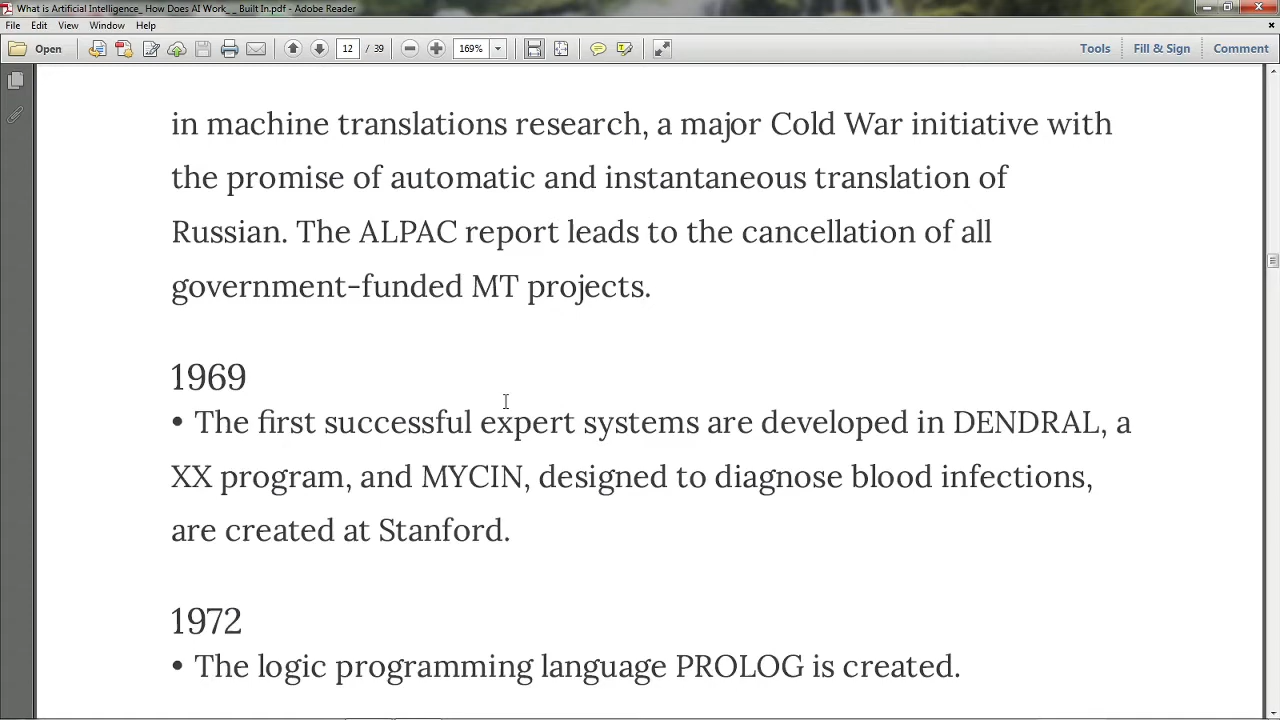 What is Artificial Intelligence_ How Does AI Work_ _ Built In.pdf - Adobe Reader
File Edit View Window Help
Open 12 / 39 169% Tools Fill & Sign Comment
in machine translations research, a major Cold War initiative with
the promise of automatic and instantaneous translation of
Russian. The ALPAC report leads to the cancellation of all
government-funded MT projects.
1969
• The first successful expert systems are developed in DENDRAL, a
XX program, and MYCIN, designed to diagnose blood infections,
are created at Stanford.
1972
• The logic programming language PROLOG is created.